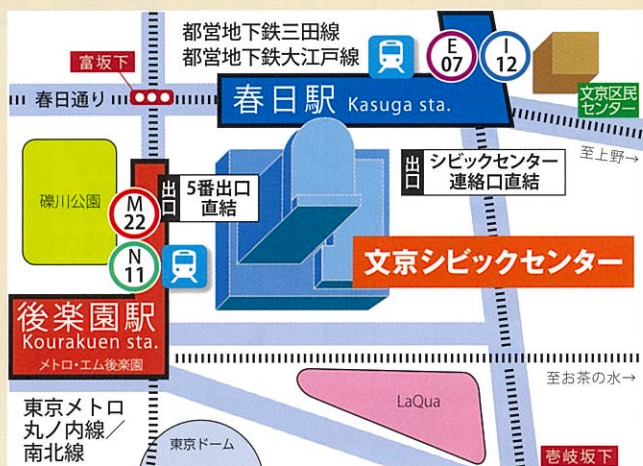 都営地下鉄三田線
都営地下鉄大江戸線
E
07
I
12
富坂下
春日通り
春日駅 Kasuga sta.
文京区民
センター
至上野→
出口
シビックセンター
連絡口直結
礫川公園
出口
5番出口
直結
M
22
N
11
文京シビックセンター
後楽園駅
Kourakuen sta.
メトロ・エム後楽園
至お茶の水→
LaQua
東京メトロ
丸ノ内線/
南北線
東京ドーム
壱岐坂下